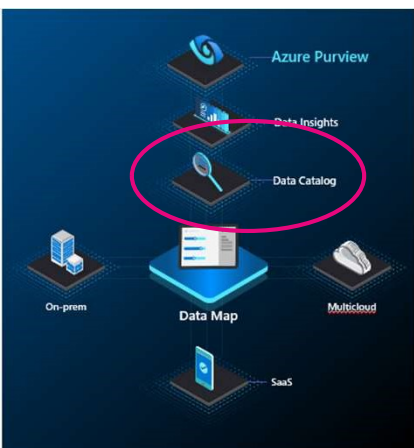 Azure Purview
Data Insights
Data Catalog
On-prem
Data Map
Multicloud
SaaS